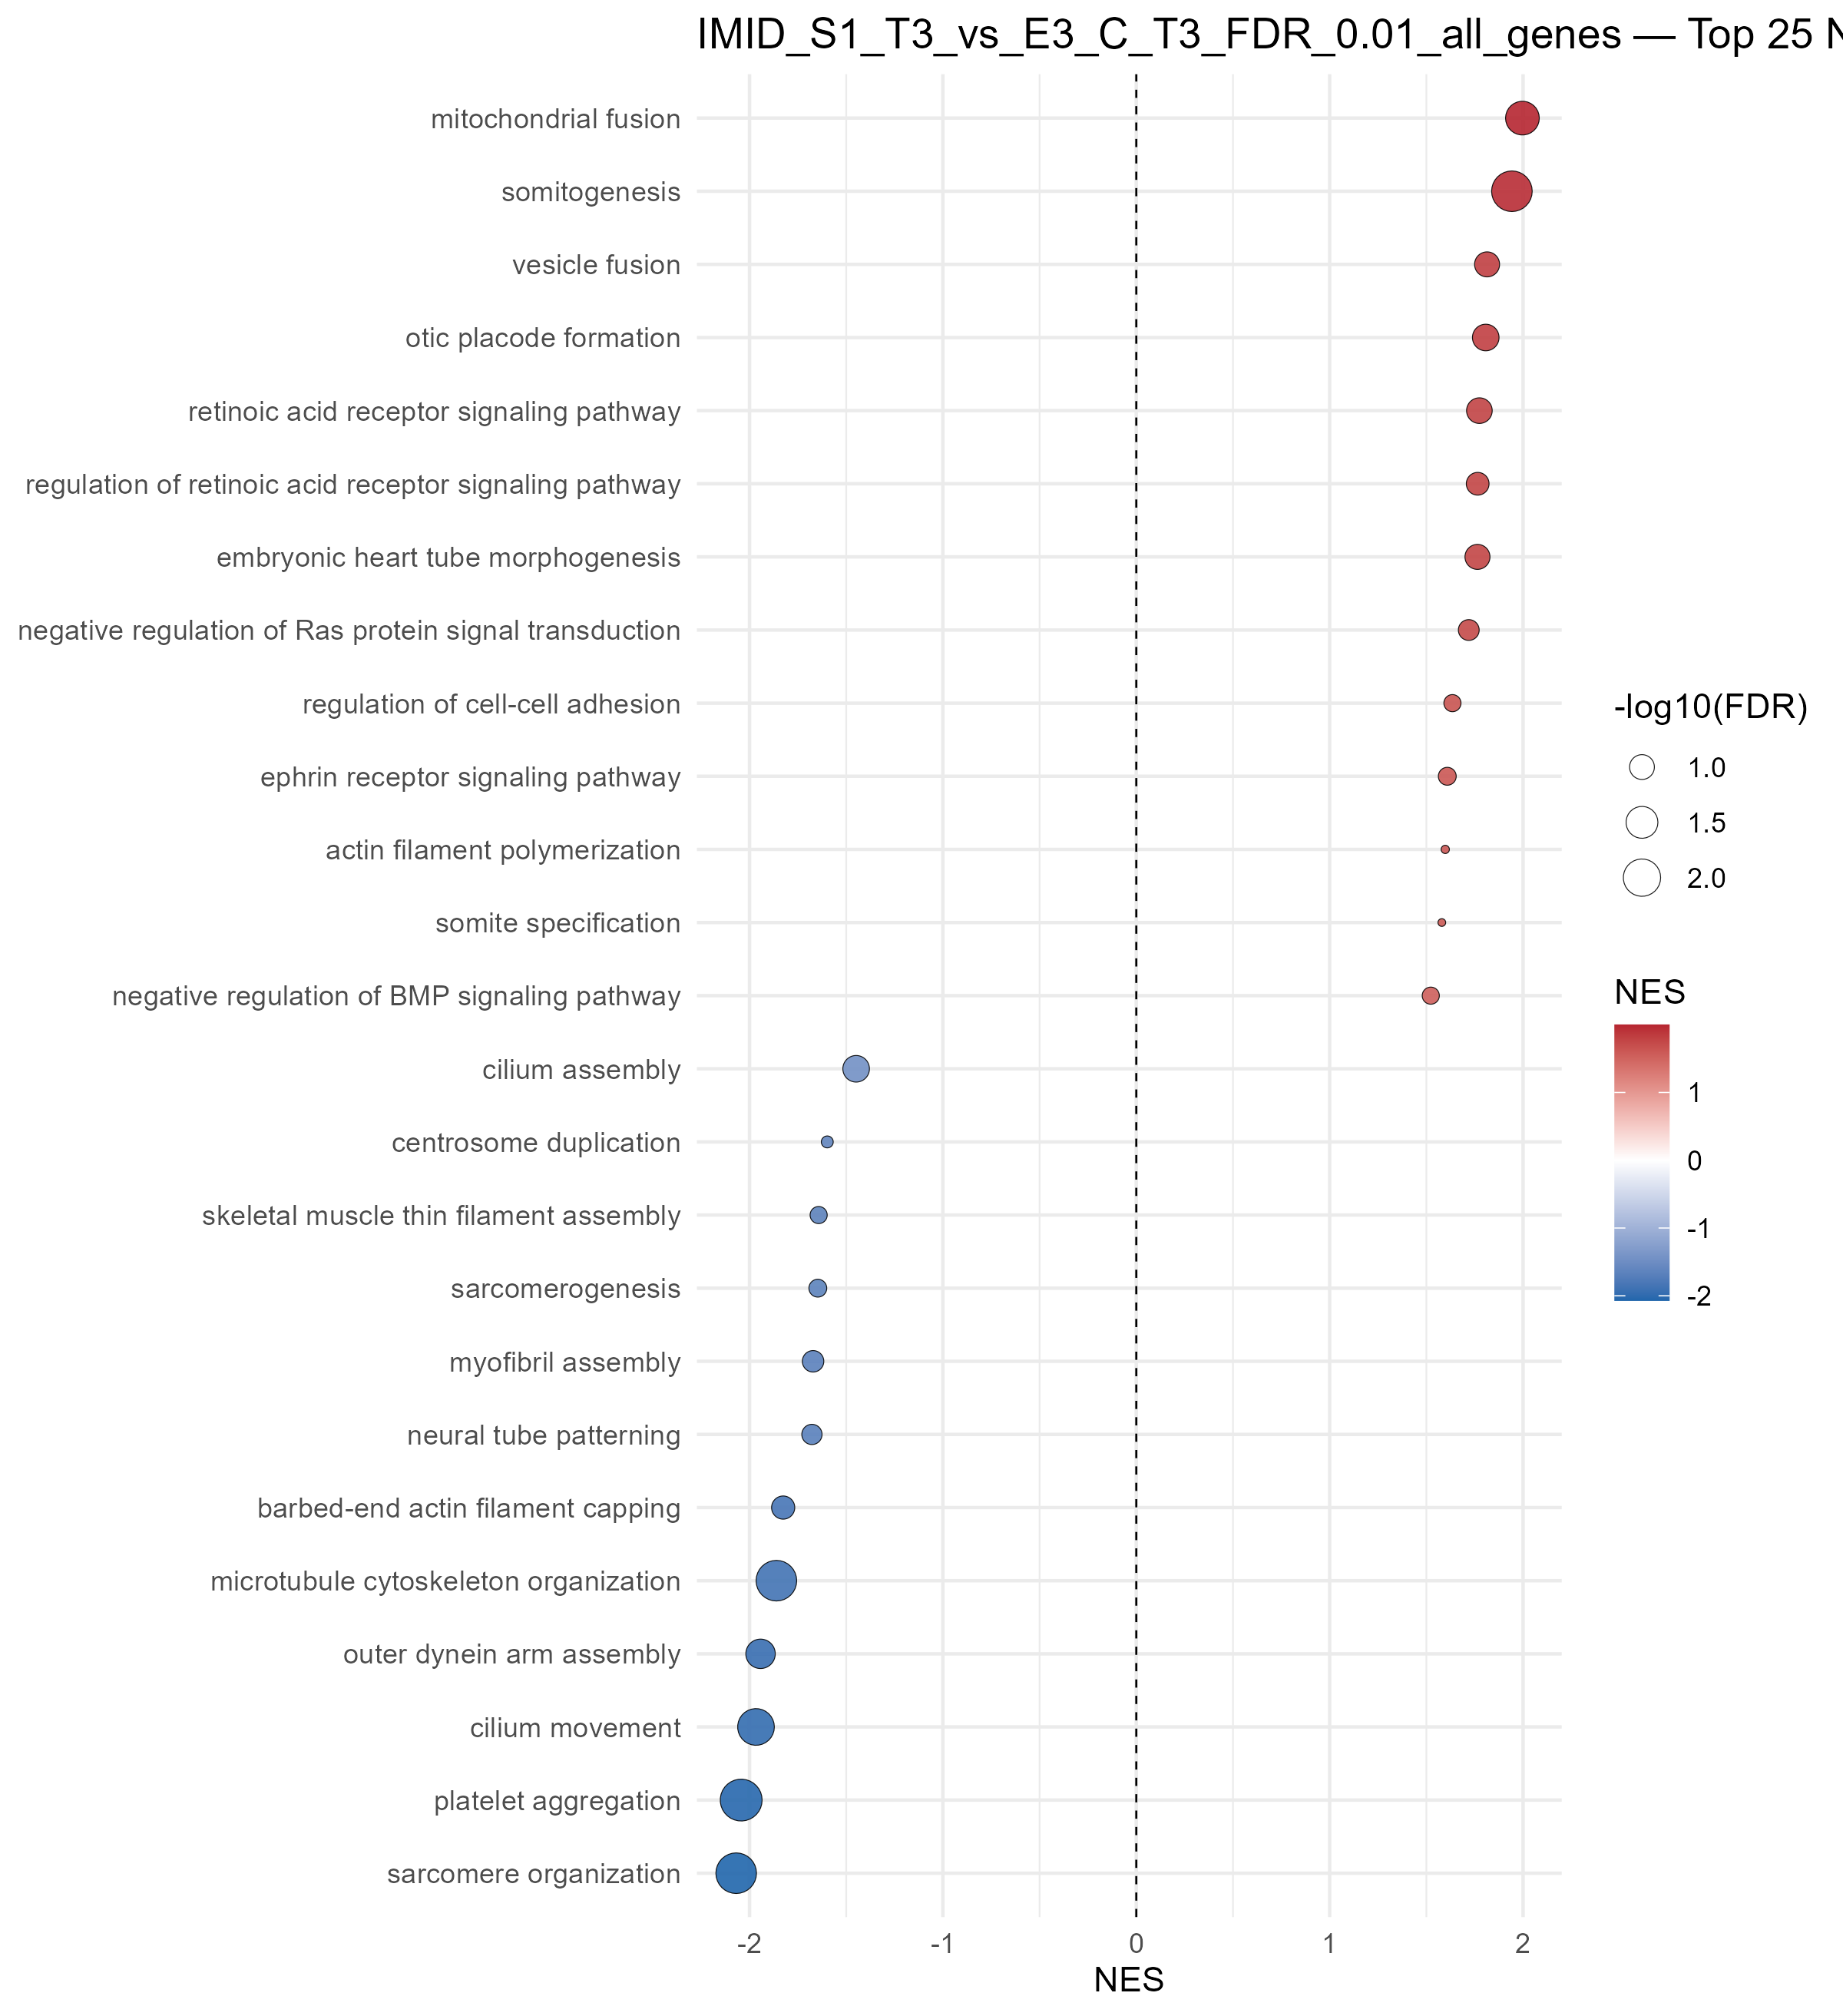 IMID_S1_T3_vs_E3_C_T3_FDR_0.01_all_genes — Top 25 N
mitochondrial fusion
somitogenesis
vesicle fusion
otic placode formation
retinoic acid receptor signaling pathway
regulation of retinoic acid receptor signaling pathway
embryonic heart tube morphogenesis
negative regulation of Ras protein signal transduction
regulation of cell-cell adhesion
ephrin receptor signaling pathway
actin filament polymerization
somite specification
negative regulation of BMP signaling pathway
cilium assembly
centrosome duplication
skeletal muscle thin filament assembly
sarcomerogenesis
myofibril assembly
neural tube patterning
barbed-end actin filament capping
microtubule cytoskeleton organization
outer dynein arm assembly
cilium movement
platelet aggregation
sarcomere organization
-2 -1 0 1 2
NES
-log10(FDR)
1.0
1.5
2.0
NES
1
0
-1
-2